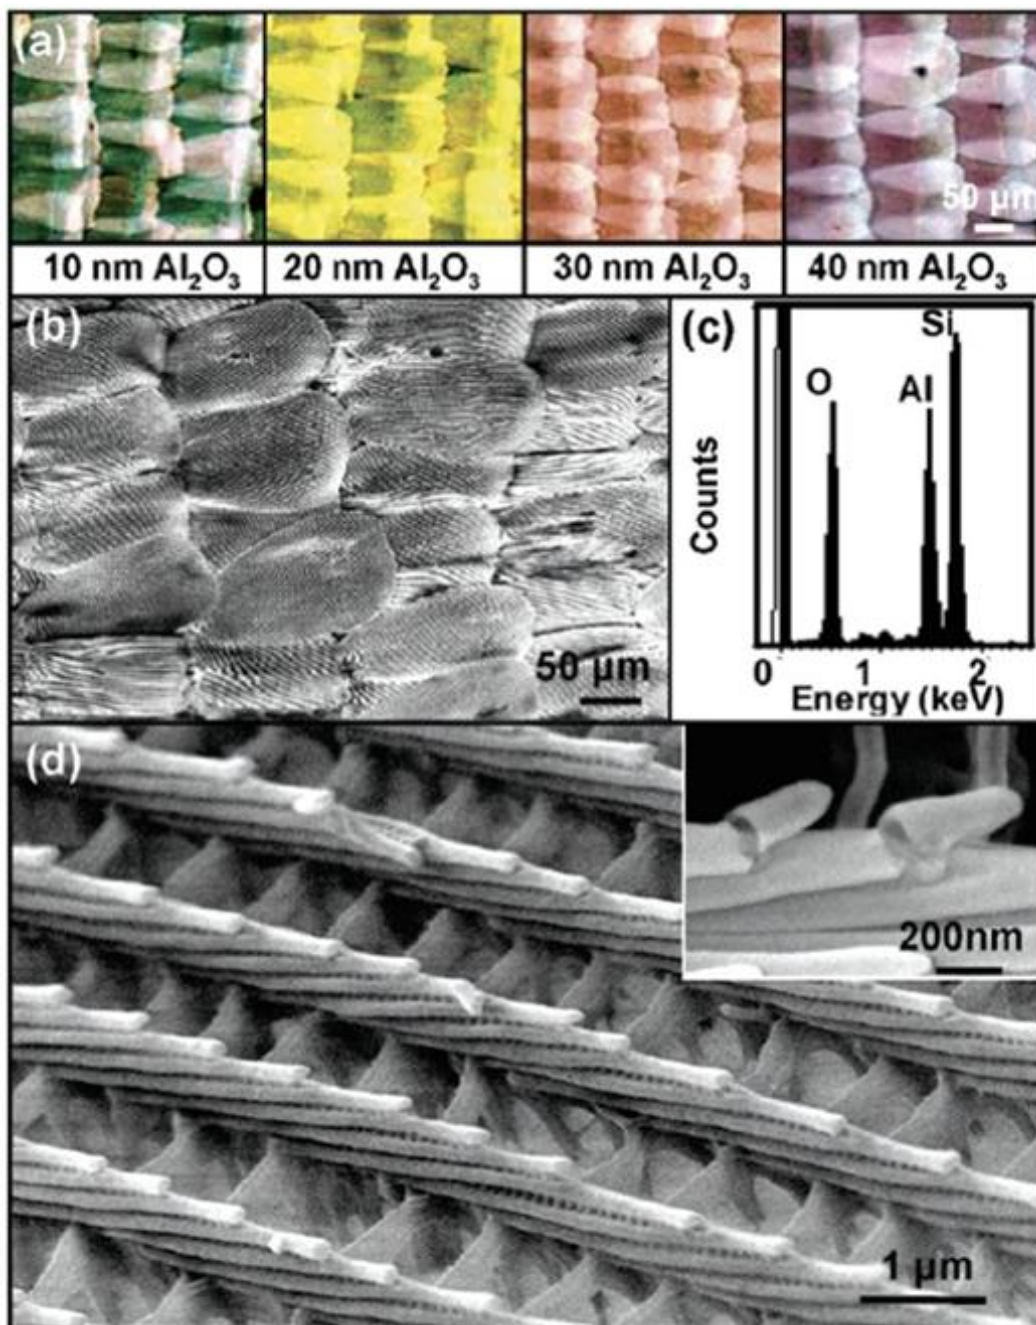 (a)
50 µm
10 nm Al₂O₃
20 nm Al₂O₃
30 nm Al₂O₃
40 nm Al₂O₃
(b)
50 µm
(c)
Si
O
Al
Counts
0
1
2
Energy (keV)
(d)
200nm
1 µm